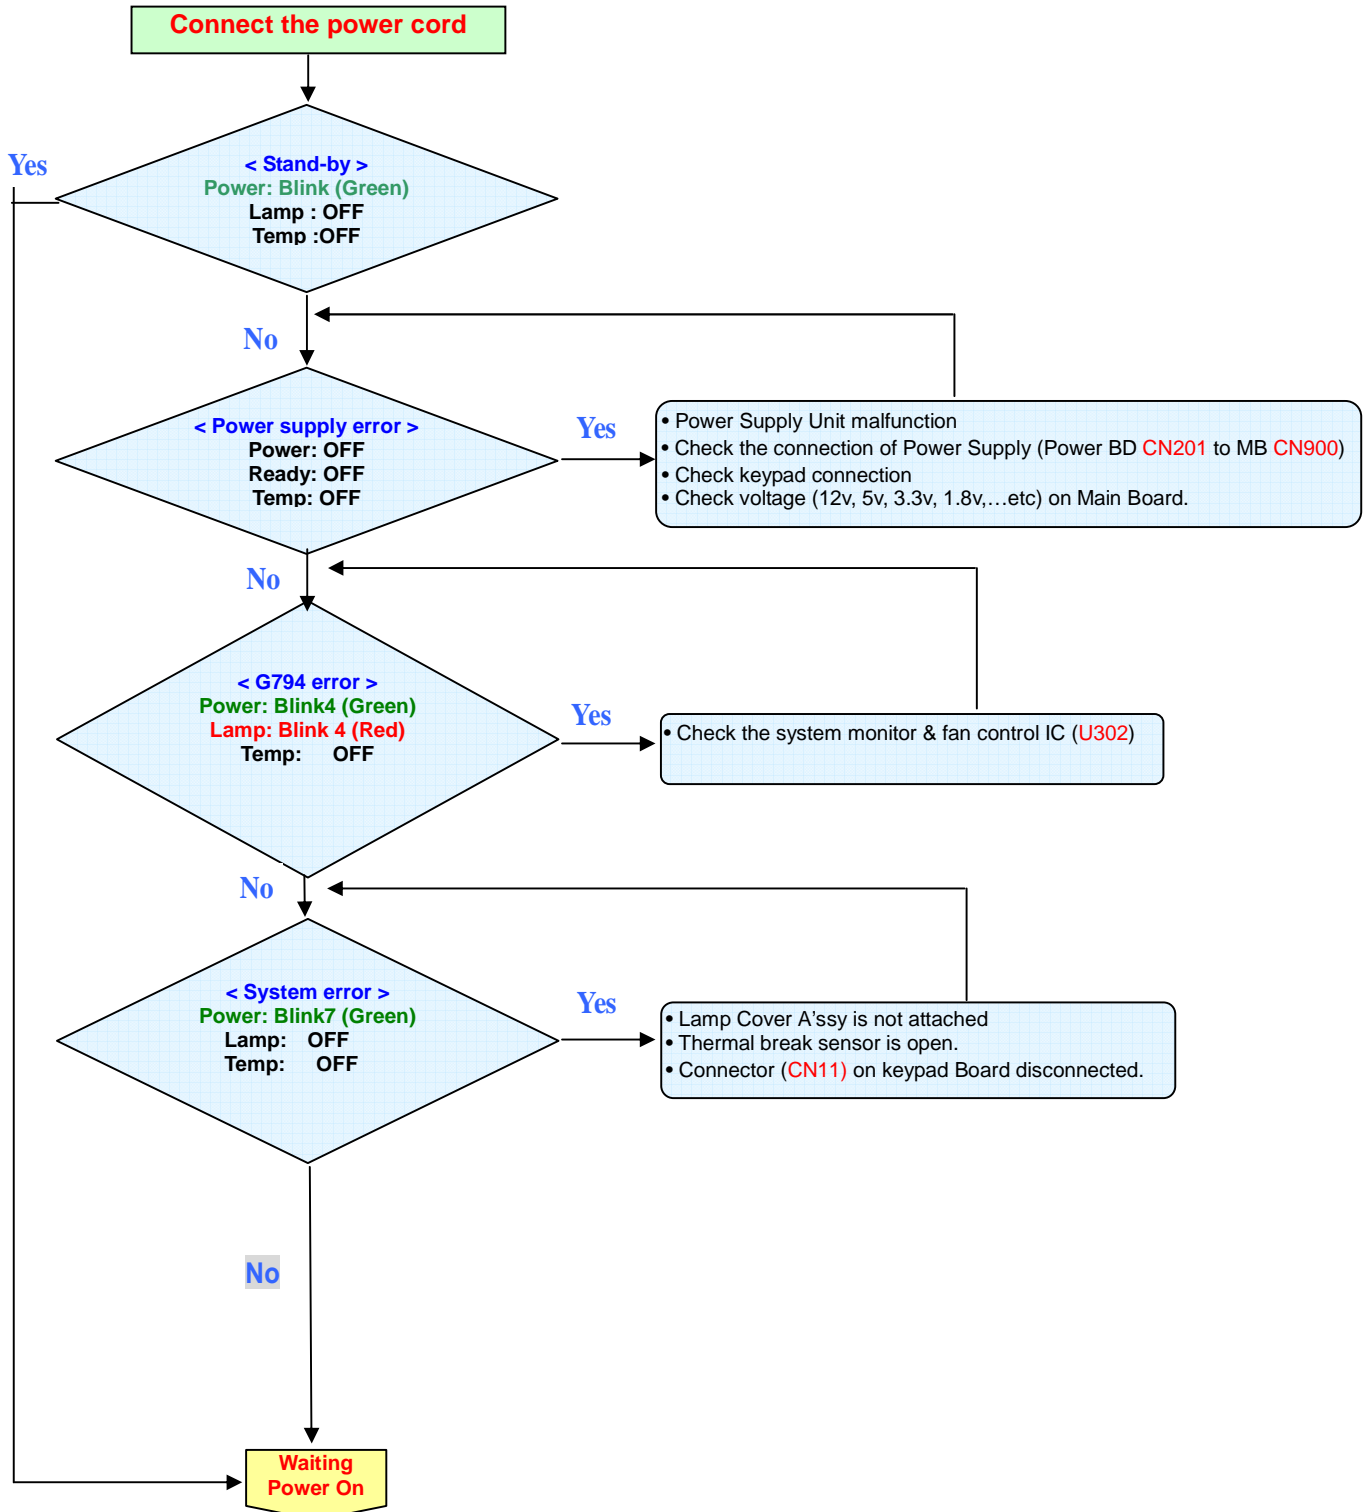 Connect the power cord
Yes
< Stand-by >
Power: Blink (Green)
Lamp : OFF
Temp :OFF
No
< Power supply error >
Power: OFF
Ready: OFF
Temp: OFF
Yes
• Power Supply Unit malfunction
• Check the connection of Power Supply (Power BD CN201 to MB CN900)
• Check keypad connection
• Check voltage (12v, 5v, 3.3v, 1.8v,…etc) on Main Board.
No
< G794 error >
Power: Blink4 (Green)
Lamp: Blink 4 (Red)
Temp: OFF
Yes
• Check the system monitor & fan control IC (U302)
No
< System error >
Power: Blink7 (Green)
Lamp: OFF
Temp: OFF
Yes
• Lamp Cover A’ssy is not attached
• Thermal break sensor is open.
• Connector (CN11) on keypad Board disconnected.
No
Waiting
Power On